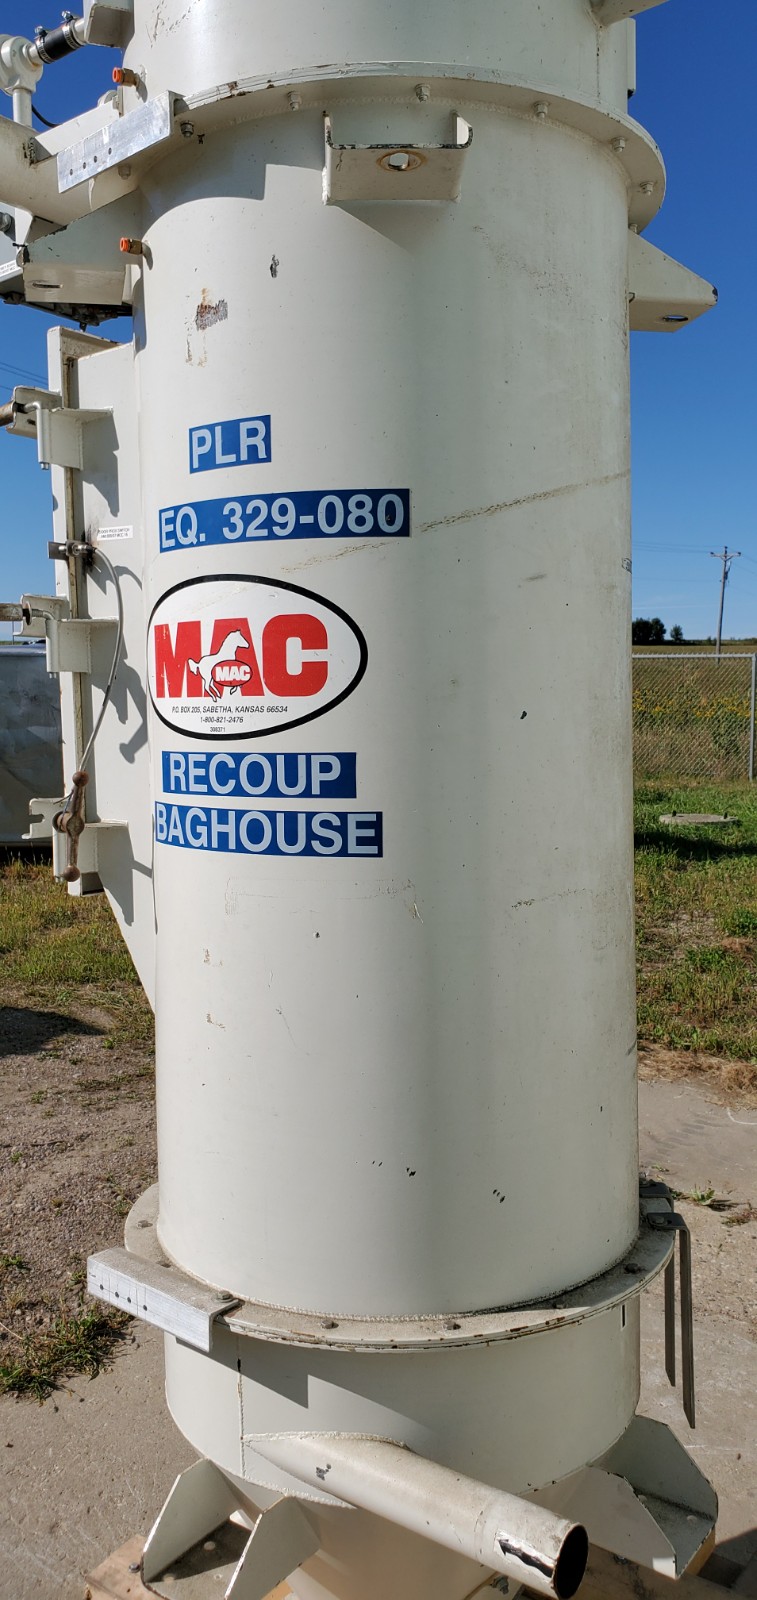 PLR
EQ. 329-080
MAC
MAC
P.O. BOX 205, SABETHA, KANSAS 66534
1-800-821-2476
RECOUP
BAGHOUSE